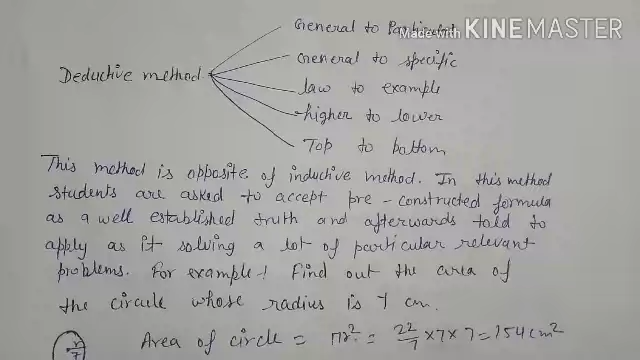 General to Particular
Made with KINEMASTER
General to specific
Deductive method
law to example
higher to lower
Top to bottom
This method is opposite of inductive method. In this method
students are asked to accept pre-constructed formula
as a well established truth and afterwards told to
apply as it solving a lot of particular relevant
problems. For example! Find out the area of
the circule whose radius is 7 cm.
r
7
Area of circle = πr² = 22/7 × 7 × 7 = 154 cm²